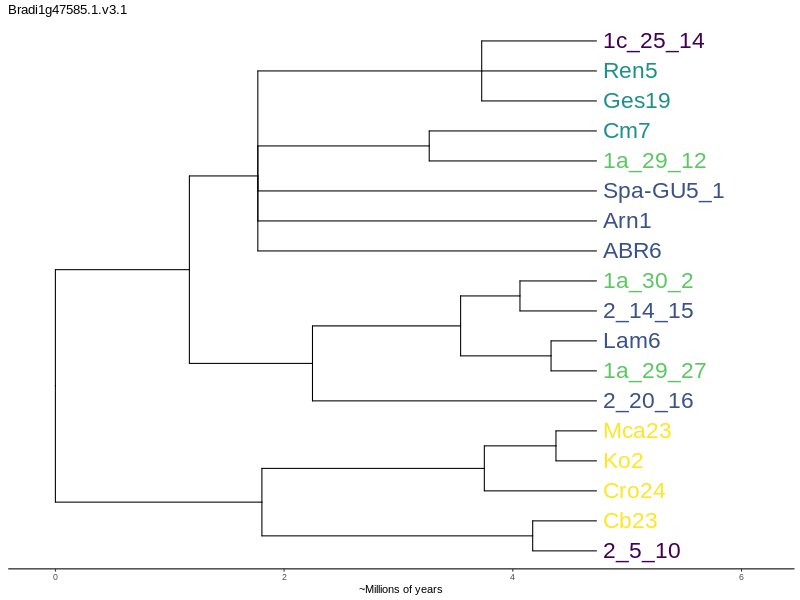 Bradi1g47585.1.v3.1
1c_25_14
Ren5
Ges19
Cm7
1a_29_12
Spa-GU5_1
Arn1
ABR6
1a_30_2
2_14_15
Lam6
1a_29_27
2_20_16
Mca23
Ko2
Cro24
Cb23
2_5_10
0 2 4 6
~Millions of years